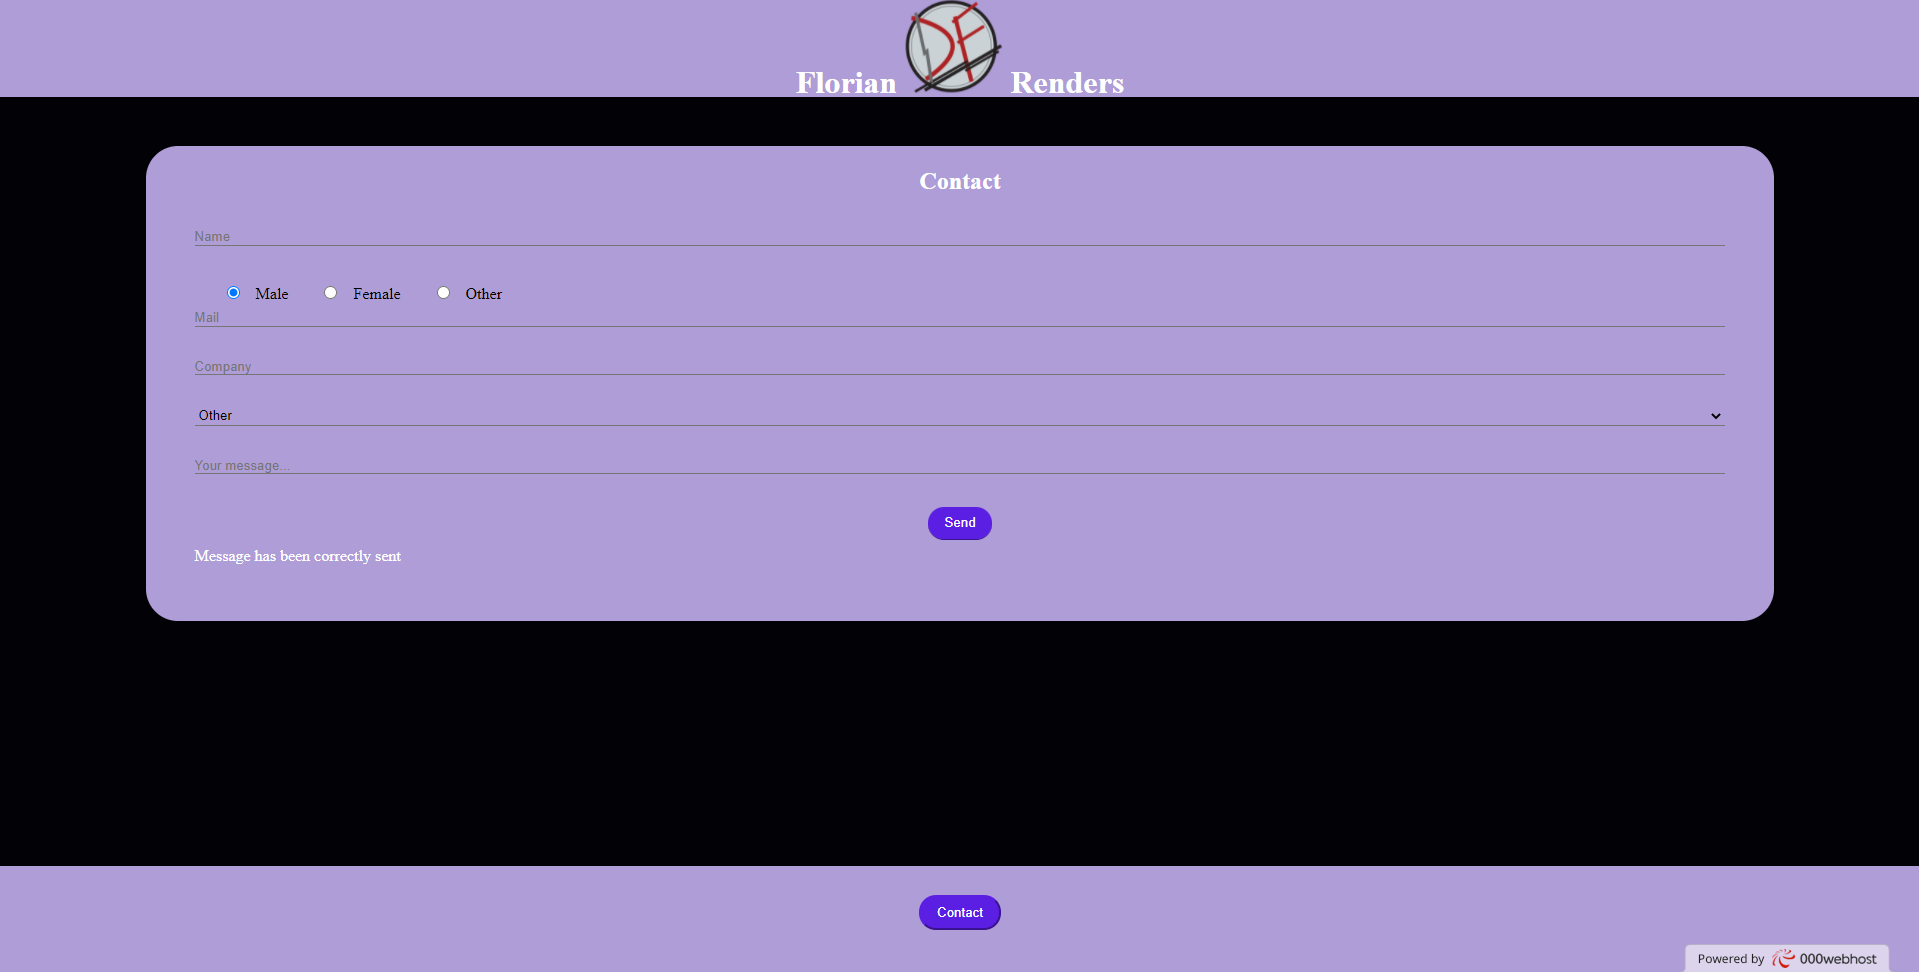 Florian DF Renders
Contact
Name
Male Female Other
Mail
Company
Other
Your message...
Send
Message has been correctly sent
Contact
Powered by 000webhost